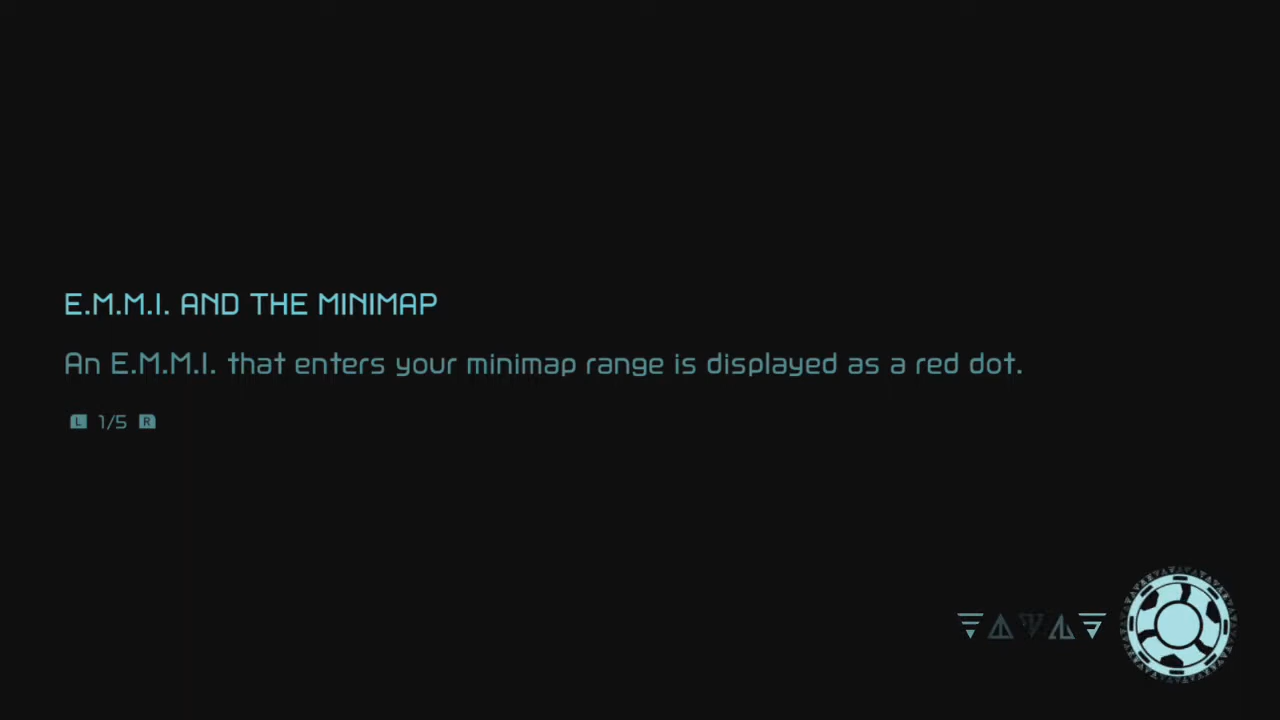 E.M.M.I. AND THE MINIMAP
An E.M.M.I. that enters your minimap range is displayed as a red dot.
L 1/5 R